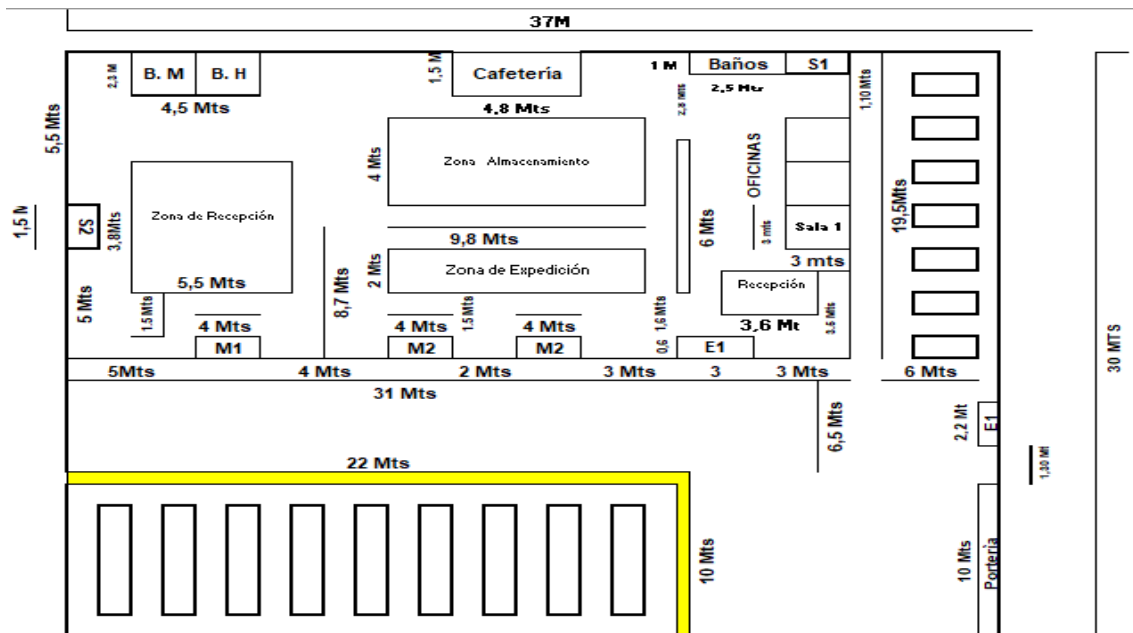 37M
2,3 M
B. M
B. H
4,5 Mts
1,5 M
Cafetería
4,8 Mts
1 M
Baños
S1
2,5 Mtr
2,8 Mts
1,10 Mts
5,5 Mts
4 Mts
Zona Almacenamiento
OFICINAS
Zona de Recepción
1,5 M
S2
3,8Mts
9,8 Mts
6 Mts
3 mts
Sala 1
19,5Mts
5,5 Mts
8,7 Mts
2 Mts
Zona de Expedición
3 mts
Recepción
5 Mts
1.5 Mts
4 Mts
4 Mts
1.5 Mts
4 Mts
1,6 Mts
3,6 Mt
3.6 Mts
M1
M2
M2
0,6
E1
5Mts
4 Mts
2 Mts
3 Mts
3
3 Mts
6 Mts
30 MTS
31 Mts
6,5 Mts
2,2 Mt
E1
22 Mts
1,30 Mt
10 Mts
10 Mts
Portería